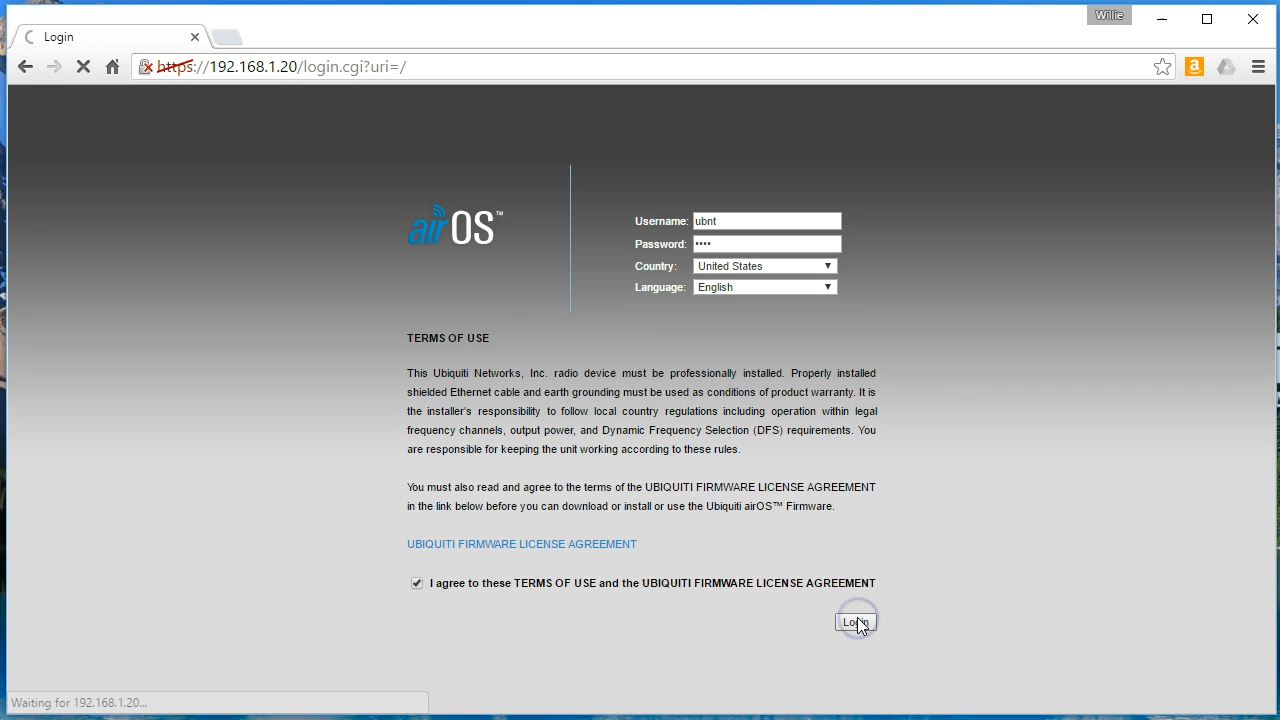 Willie
Login
https://192.168.1.20/login.cgi?uri=/
airOS™
Username: ubnt
Password: ••••
Country: United States
Language: English
TERMS OF USE
This Ubiquiti Networks, Inc. radio device must be professionally installed. Properly installed
shielded Ethernet cable and earth grounding must be used as conditions of product warranty. It is
the installer's responsibility to follow local country regulations including operation within legal
frequency channels, output power, and Dynamic Frequency Selection (DFS) requirements. You
are responsible for keeping the unit working according to these rules.
You must also read and agree to the terms of the UBIQUITI FIRMWARE LICENSE AGREEMENT
in the link below before you can download or install or use the Ubiquiti airOS™ Firmware.
UBIQUITI FIRMWARE LICENSE AGREEMENT
I agree to these TERMS OF USE and the UBIQUITI FIRMWARE LICENSE AGREEMENT
Login
Waiting for 192.168.1.20...